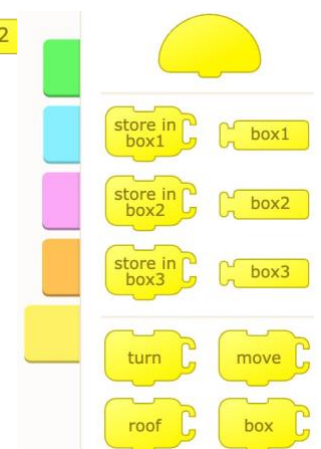 2
store in
box1
box1
store in
box2
box2
store in
box3
box3
turn
move
roof
box